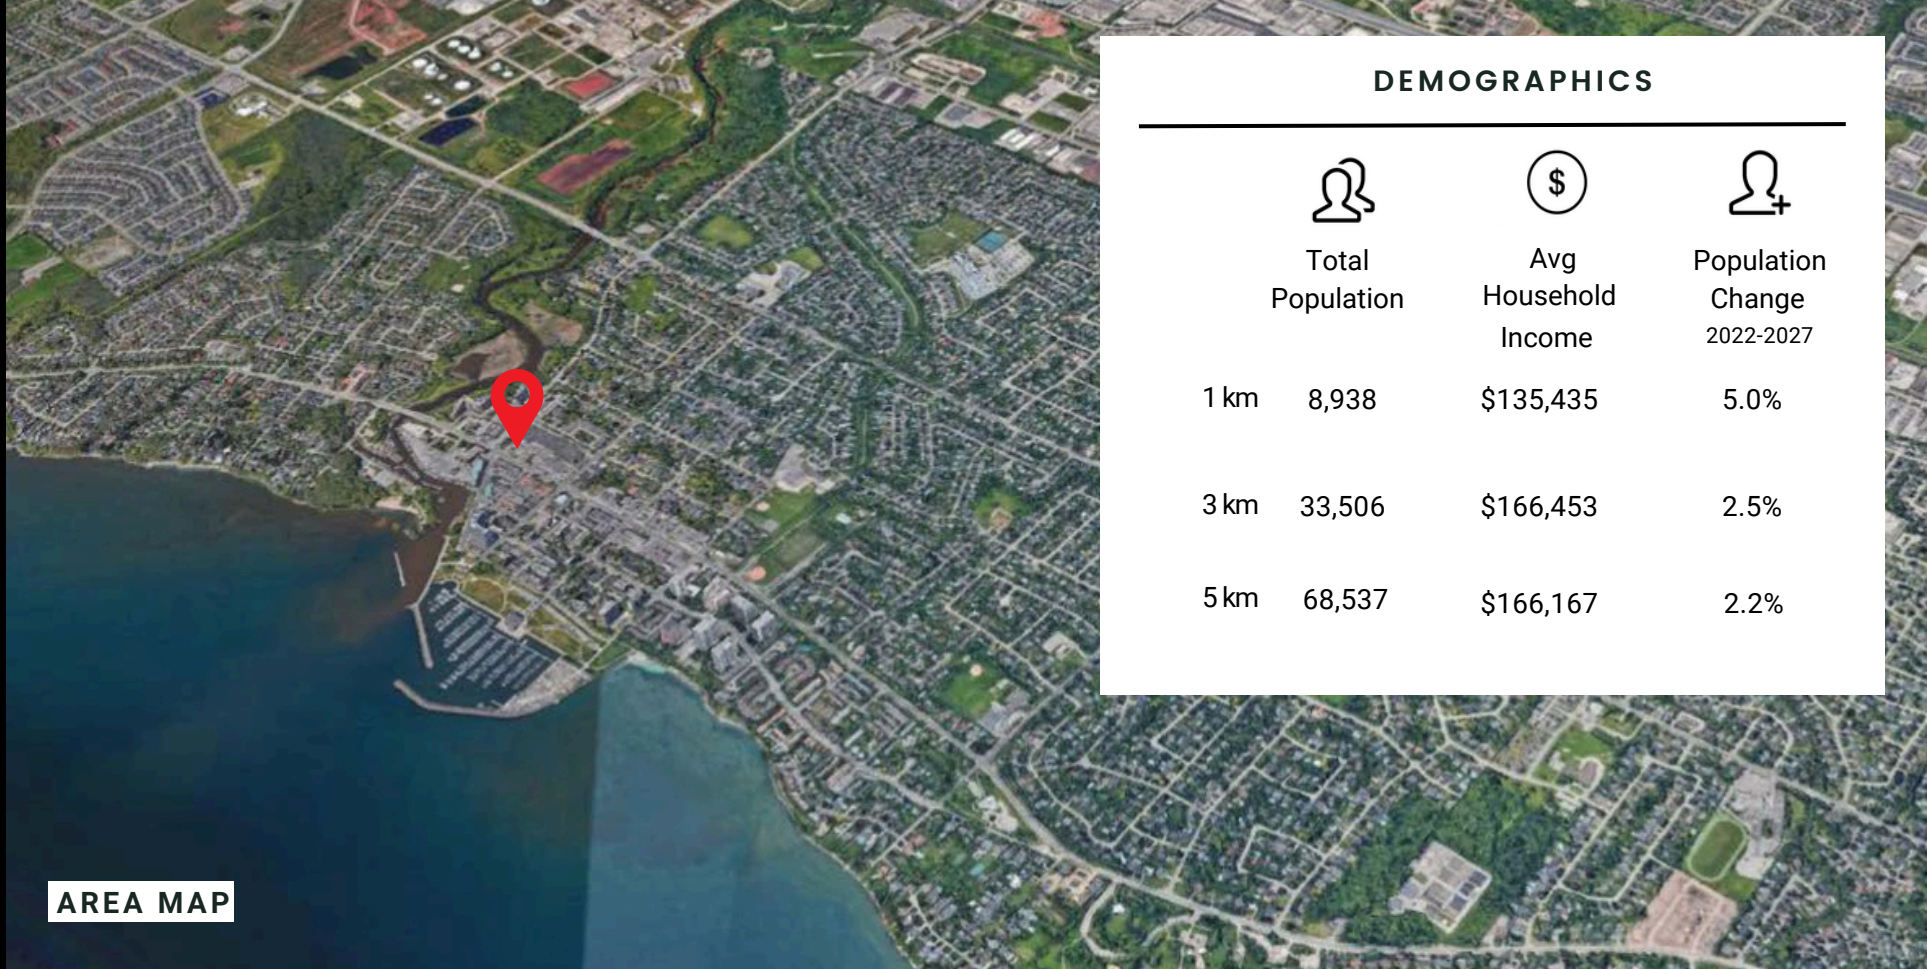 DEMOGRAPHICS
$
Total
Population
Avg
Household
Income
Population
Change
2022-2027
1 km 8,938 $135,435 5.0%
3 km 33,506 $166,453 2.5%
5 km 68,537 $166,167 2.2%
AREA MAP